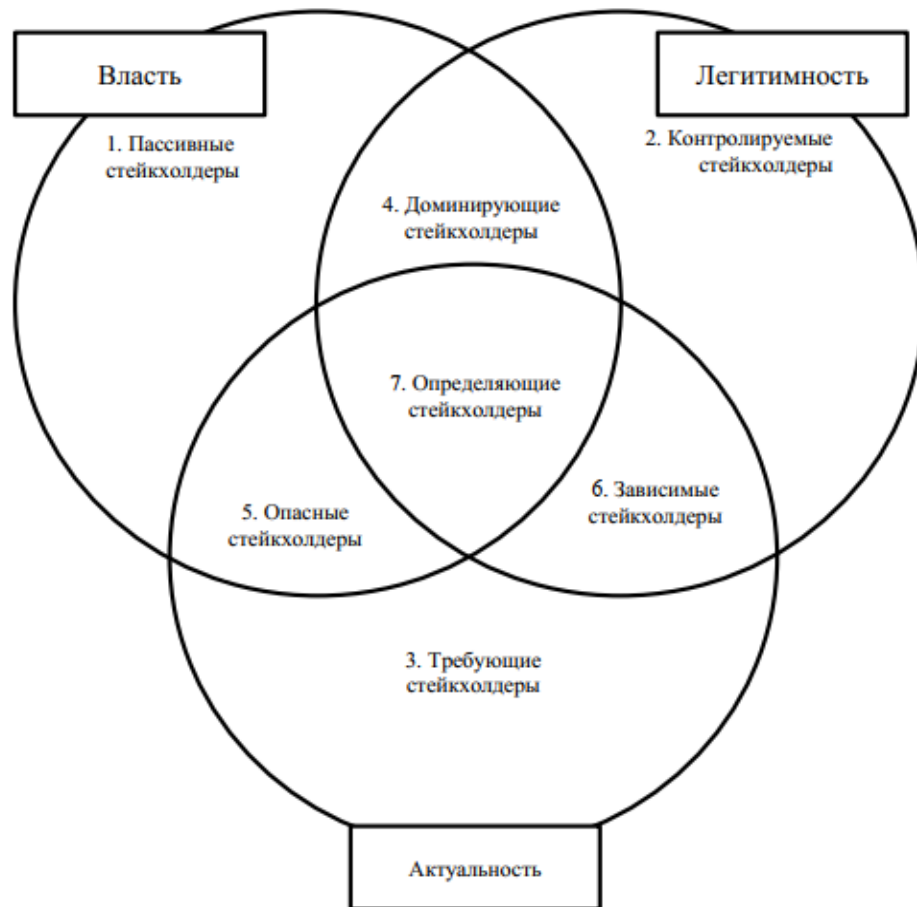 Власть
Легитимность
1. Пассивные
стейкхолдеры
2. Контролируемые
стейкхолдеры
4. Доминирующие
стейкхолдеры
7. Определяющие
стейкхолдеры
5. Опасные
стейкхолдеры
6. Зависимые
стейкхолдеры
3. Требующие
стейкхолдеры
Актуальность